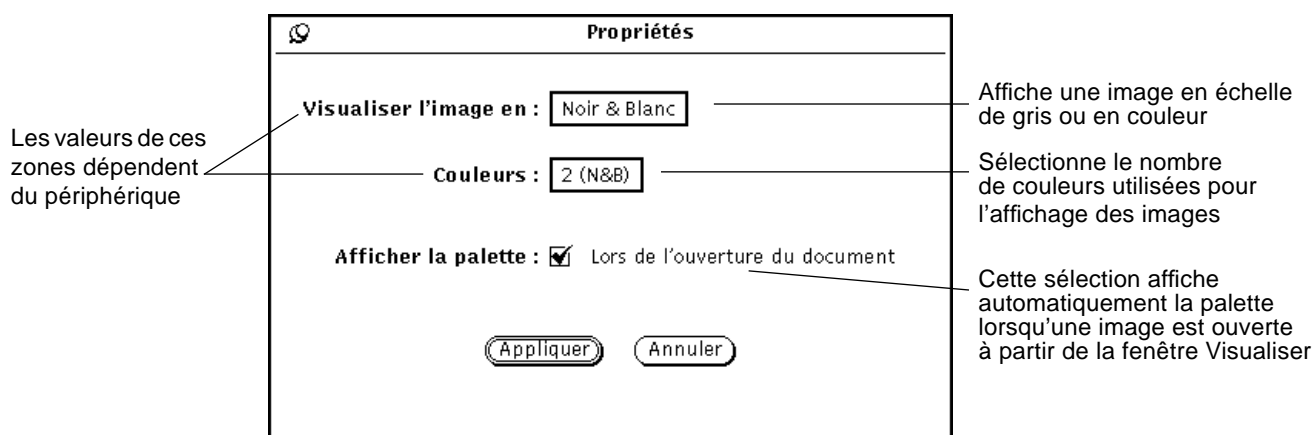 Propriétés
Visualiser l'image en : Noir & Blanc
Couleurs : 2 (N&B)
Afficher la palette : Lors de l'ouverture du document
Appliquer Annuler
Les valeurs de ces
zones dépendent
du périphérique
Affiche une image en échelle
de gris ou en couleur
Sélectionne le nombre
de couleurs utilisées pour
l'affichage des images
Cette sélection affiche
automatiquement la palette
lorsqu'une image est ouverte
à partir de la fenêtre Visualiser